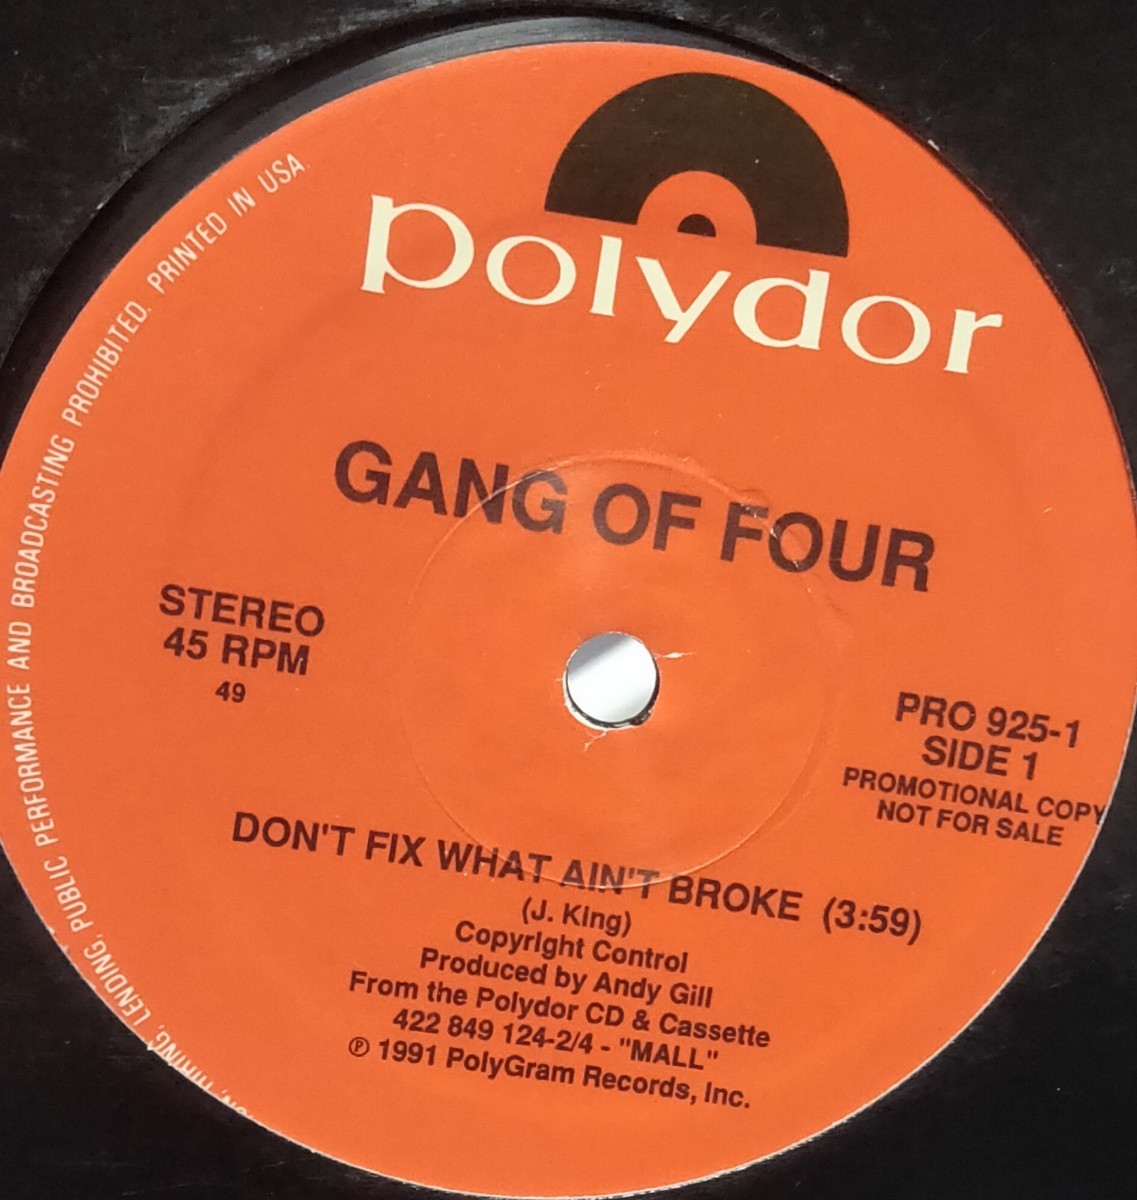 polydor
GANG OF FOUR
STEREO
45 RPM
49
PRO 925-1
SIDE 1
PROMOTIONAL COPY
NOT FOR SALE
DON'T FIX WHAT AIN'T BROKE (3:59)
(J. King)
Copyright Control
Produced by Andy Gill
From the Polydor CD & Cassette
422 849 124-2/4 - "MALL"
℗ 1991 PolyGram Records, Inc.
HIRING, LENDING, PUBLIC PERFORMANCE AND BROADCASTING PROHIBITED. PRINTED IN USA.